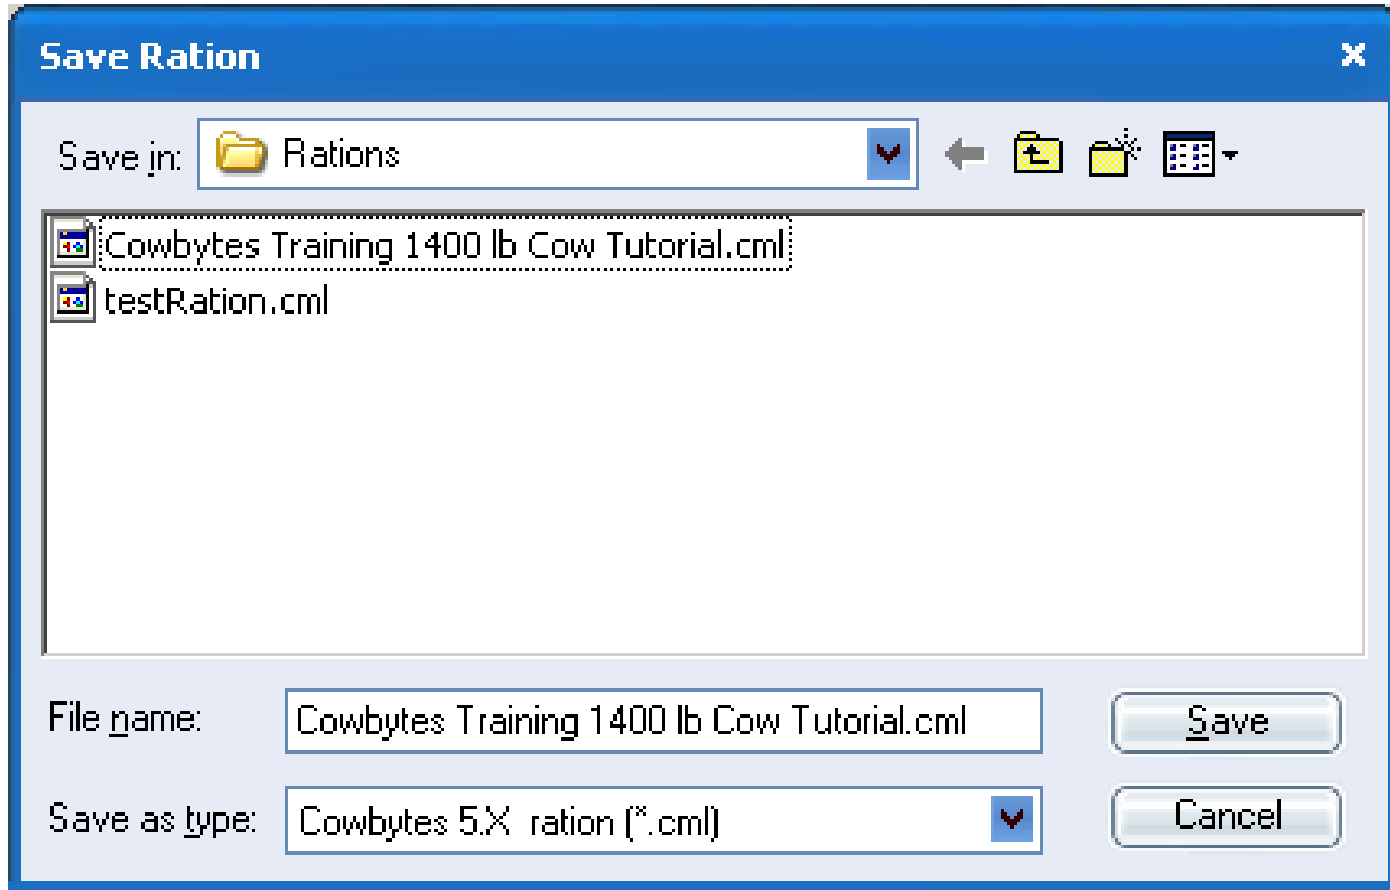 Save Ration
Save in: Rations
Cowbytes Training 1400 lb Cow Tutorial.cml
testRation.cml
File name: Cowbytes Training 1400 lb Cow Tutorial.cml Save
Save as type: Cowbytes 5.X ration (*.cml) Cancel